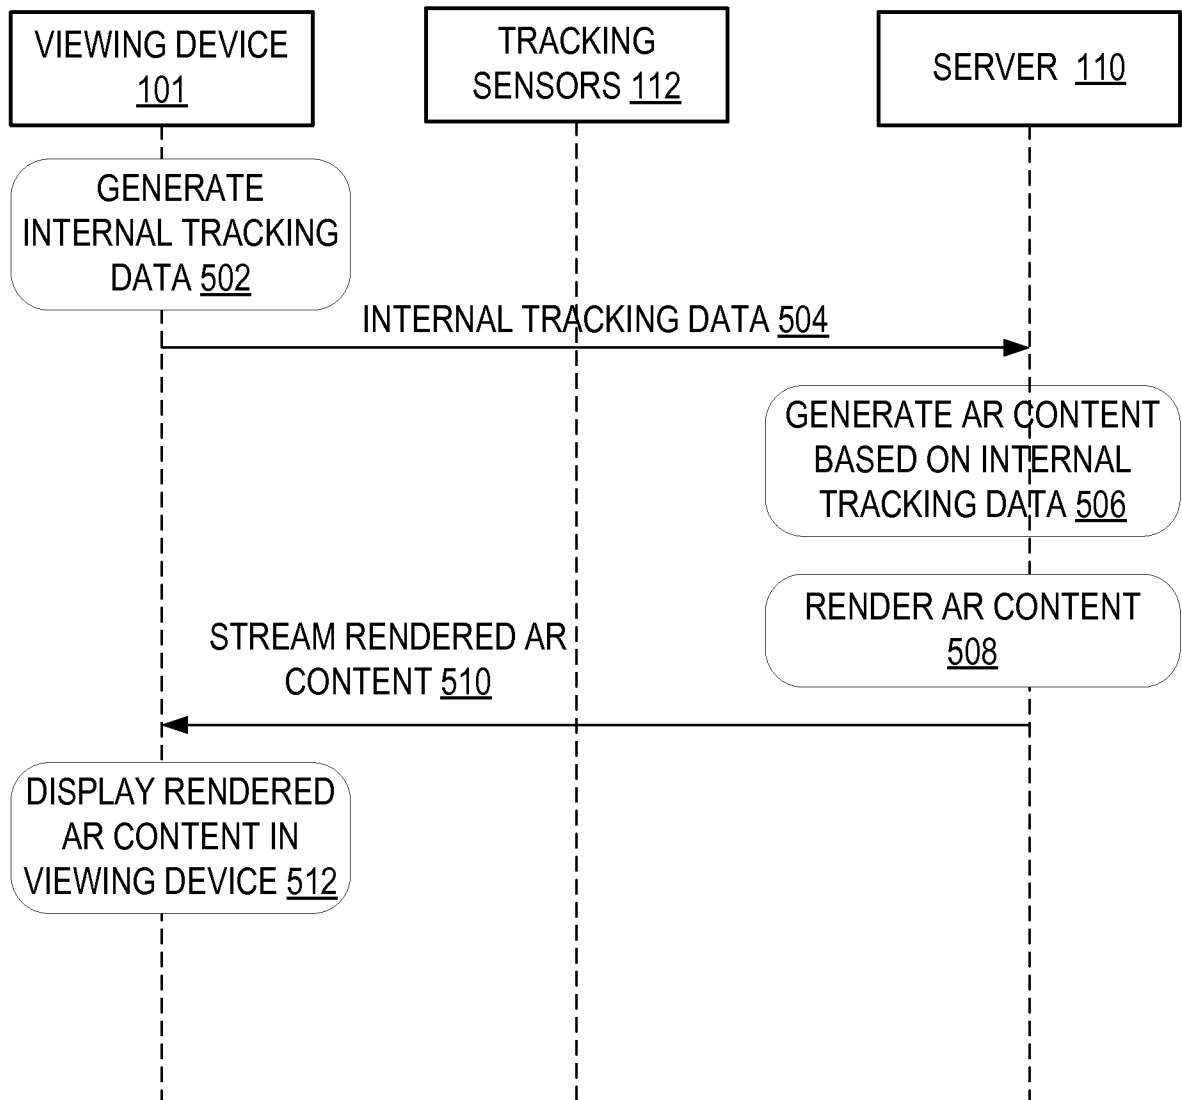 VIEWING DEVICE
101
TRACKING
SENSORS 112
SERVER 110
GENERATE
INTERNAL TRACKING
DATA 502
INTERNAL TRACKING DATA 504
GENERATE AR CONTENT
BASED ON INTERNAL
TRACKING DATA 506
RENDER AR CONTENT
508
STREAM RENDERED AR
CONTENT 510
DISPLAY RENDERED
AR CONTENT IN
VIEWING DEVICE 512